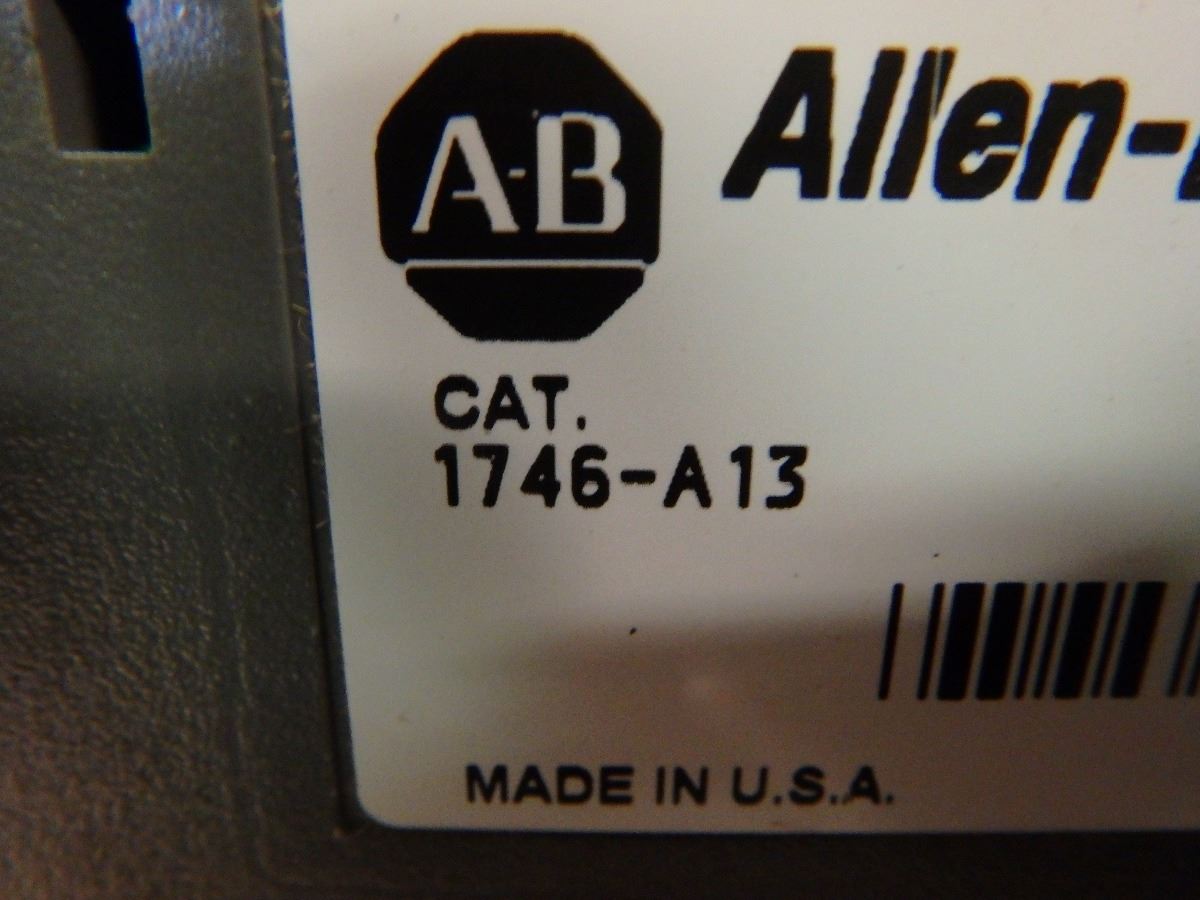 A-B
Allen-
CAT.
1746-A13
MADE IN U.S.A.